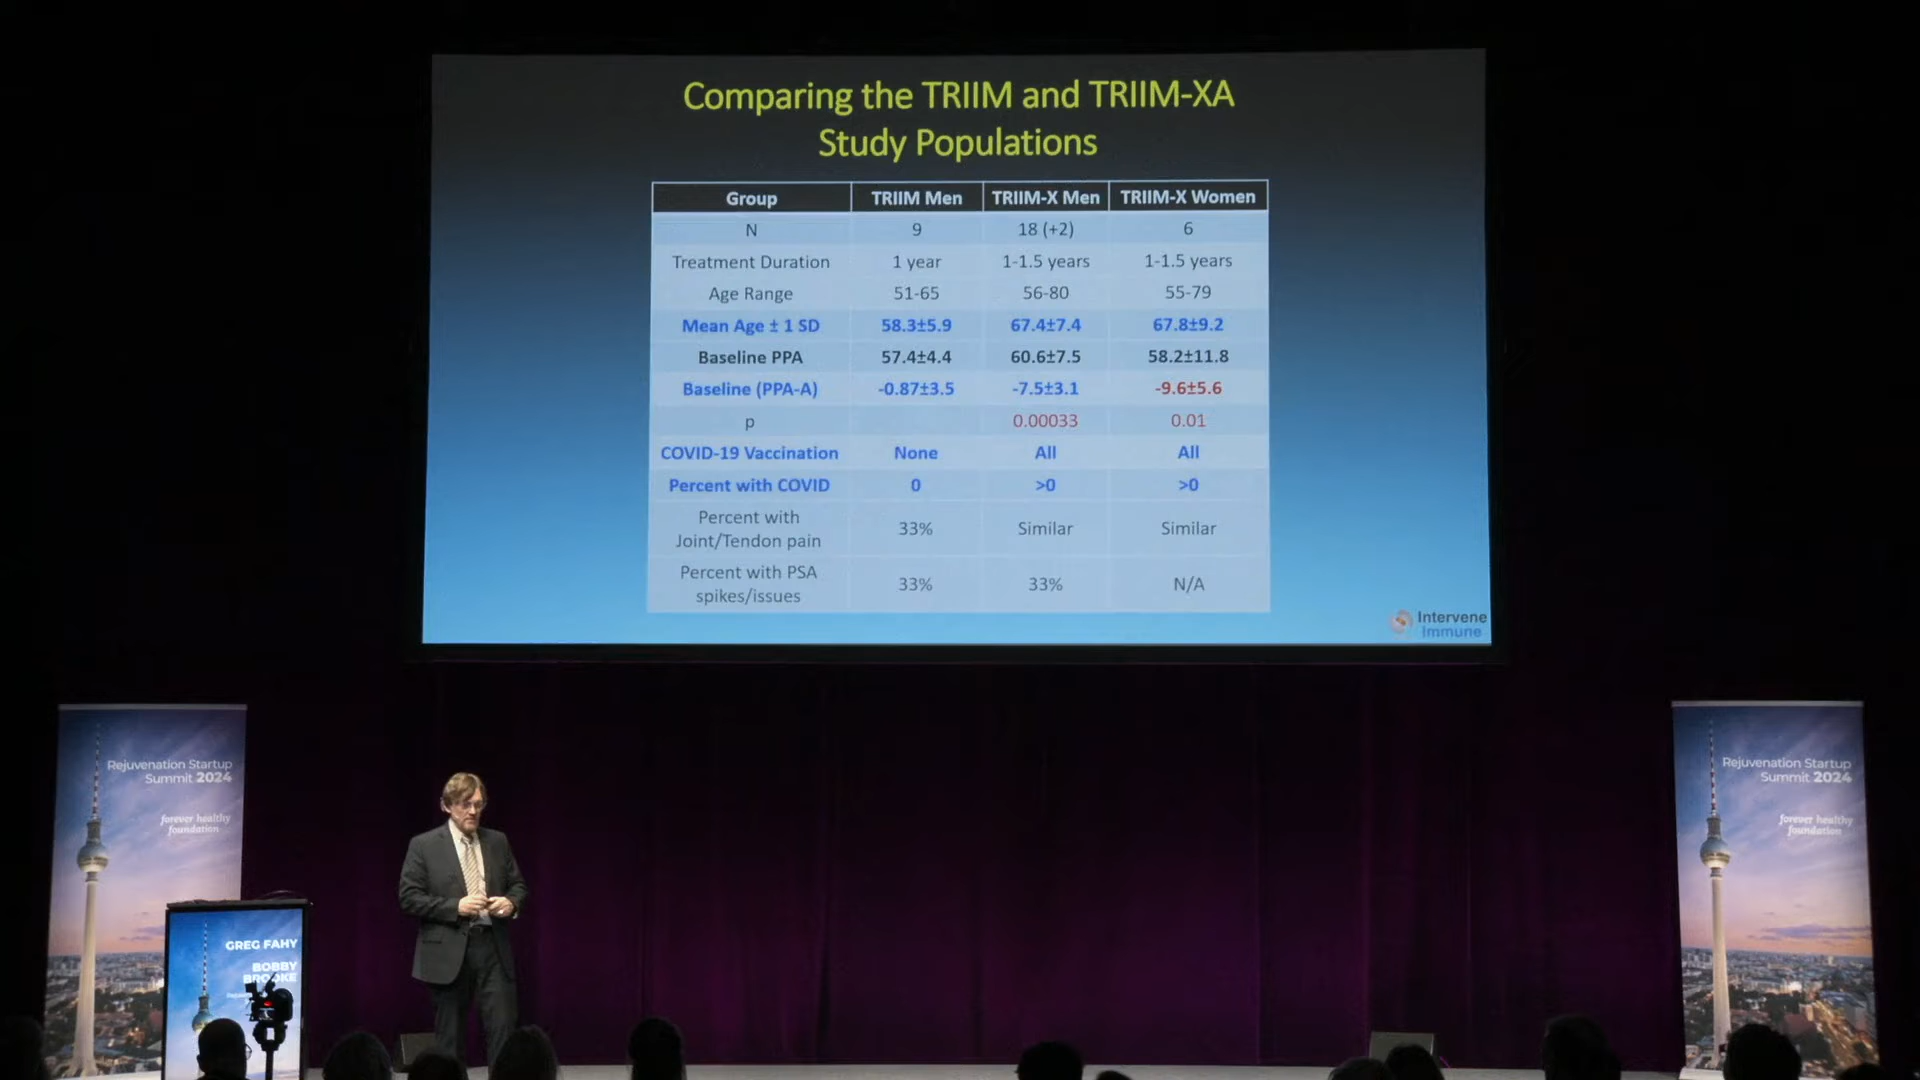 Comparing the TRIIM and TRIIM-XA
Study Populations
Group TRIIM Men TRIIM-X Men TRIIM-X Women
N 9 18 (+2) 6
Treatment Duration 1 year 1-1.5 years 1-1.5 years
Age Range 51-65 56-80 55-79
Mean Age ± 1 SD 58.3±5.9 67.4±7.4 67.8±9.2
Baseline PPA 57.4±4.4 60.6±7.5 58.2±11.8
Baseline (PPA-A) -0.87±3.5 -7.5±3.1 -9.6±5.6
p 0.00033 0.01
COVID-19 Vaccination None All All
Percent with COVID 0 >0 >0
Percent with
Joint/Tendon pain 33% Similar Similar
Percent with PSA
spikes/issues 33% 33% N/A
Intervene
Immune
Rejuvenation Startup
Summit 2024
forever healthy
foundation
GREG FAHY
BOBBY
BROOKE
Rejuvenation Startup
Summit 2024
forever healthy
foundation